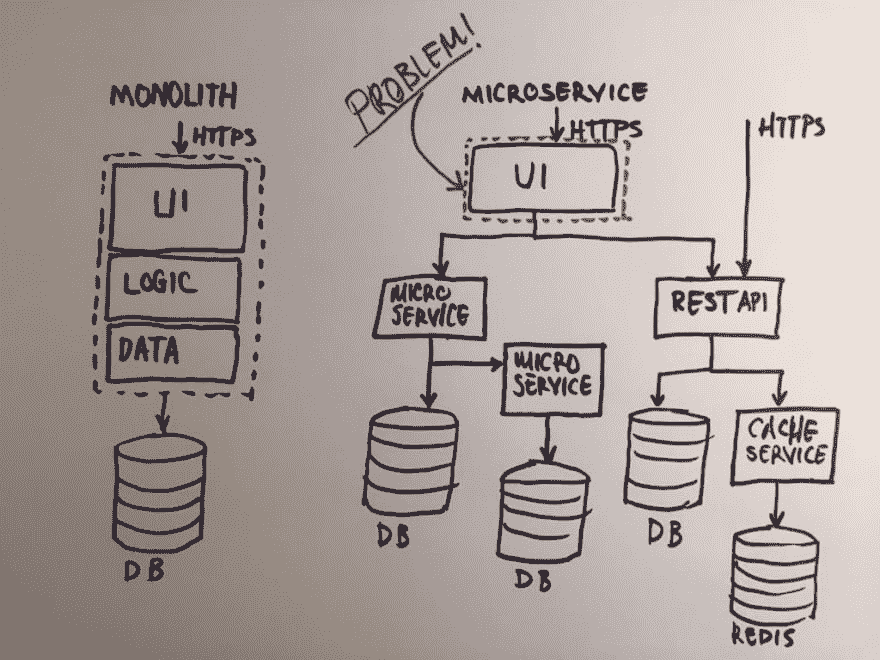 MONOLITH
HTTPS
UI
LOGIC
DATA
DB
PROBLEM!
MICROSERVICE
HTTPS
UI
HTTPS
MICRO
SERVICE
MICRO
SERVICE
DB
DB
REST API
DB
CACHE
SERVICE
REDIS